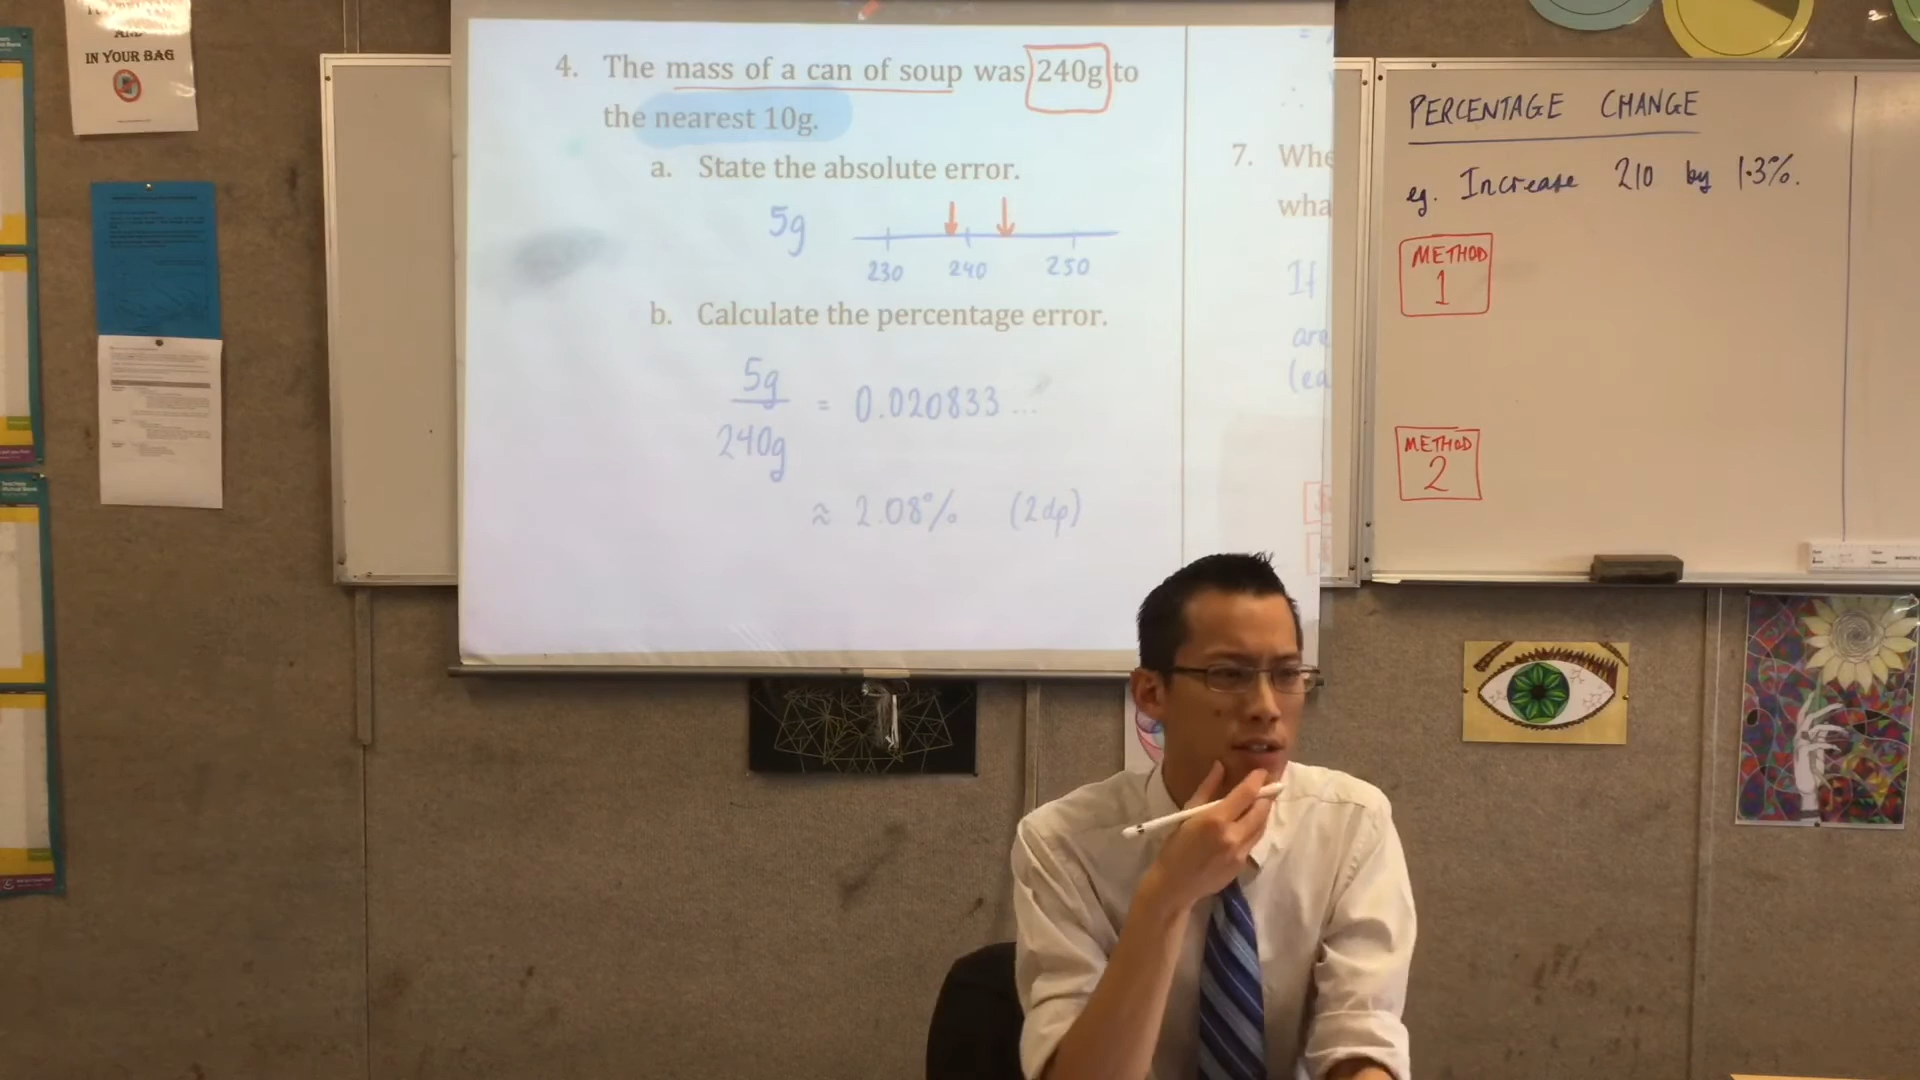 AND
IN YOUR BAG
4. The mass of a can of soup was 240g to
the nearest 10g.
a. State the absolute error.
5g
230 240 250
b. Calculate the percentage error.
5g
240g
= 0.020833...
≈ 2.08% (2dp)
7. Whe
wha
If
are
(ea
PERCENTAGE CHANGE
eg. Increase 210 by 1.3%.
METHOD
1
METHOD
2